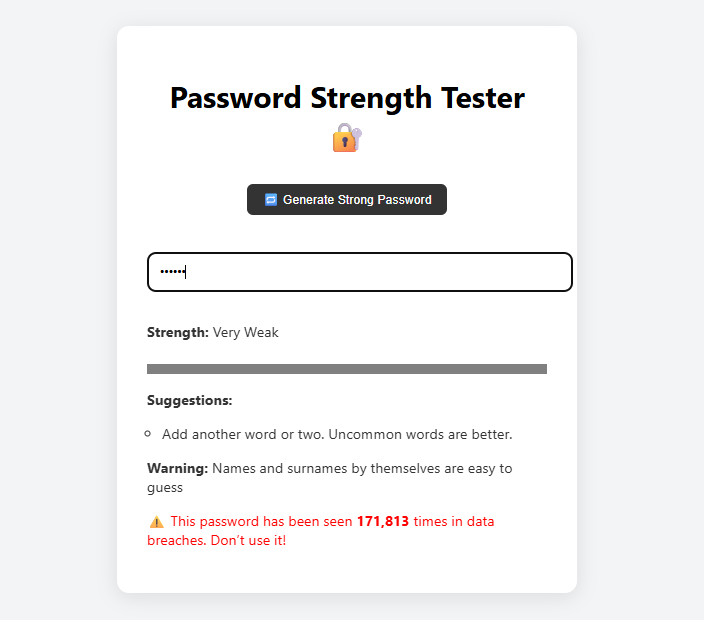 Password Strength Tester
🔐
🔁 Generate Strong Password
••••••
Strength: Very Weak
Suggestions:
Add another word or two. Uncommon words are better.
Warning: Names and surnames by themselves are easy to
guess
⚠️ This password has been seen 171,813 times in data
breaches. Don't use it!